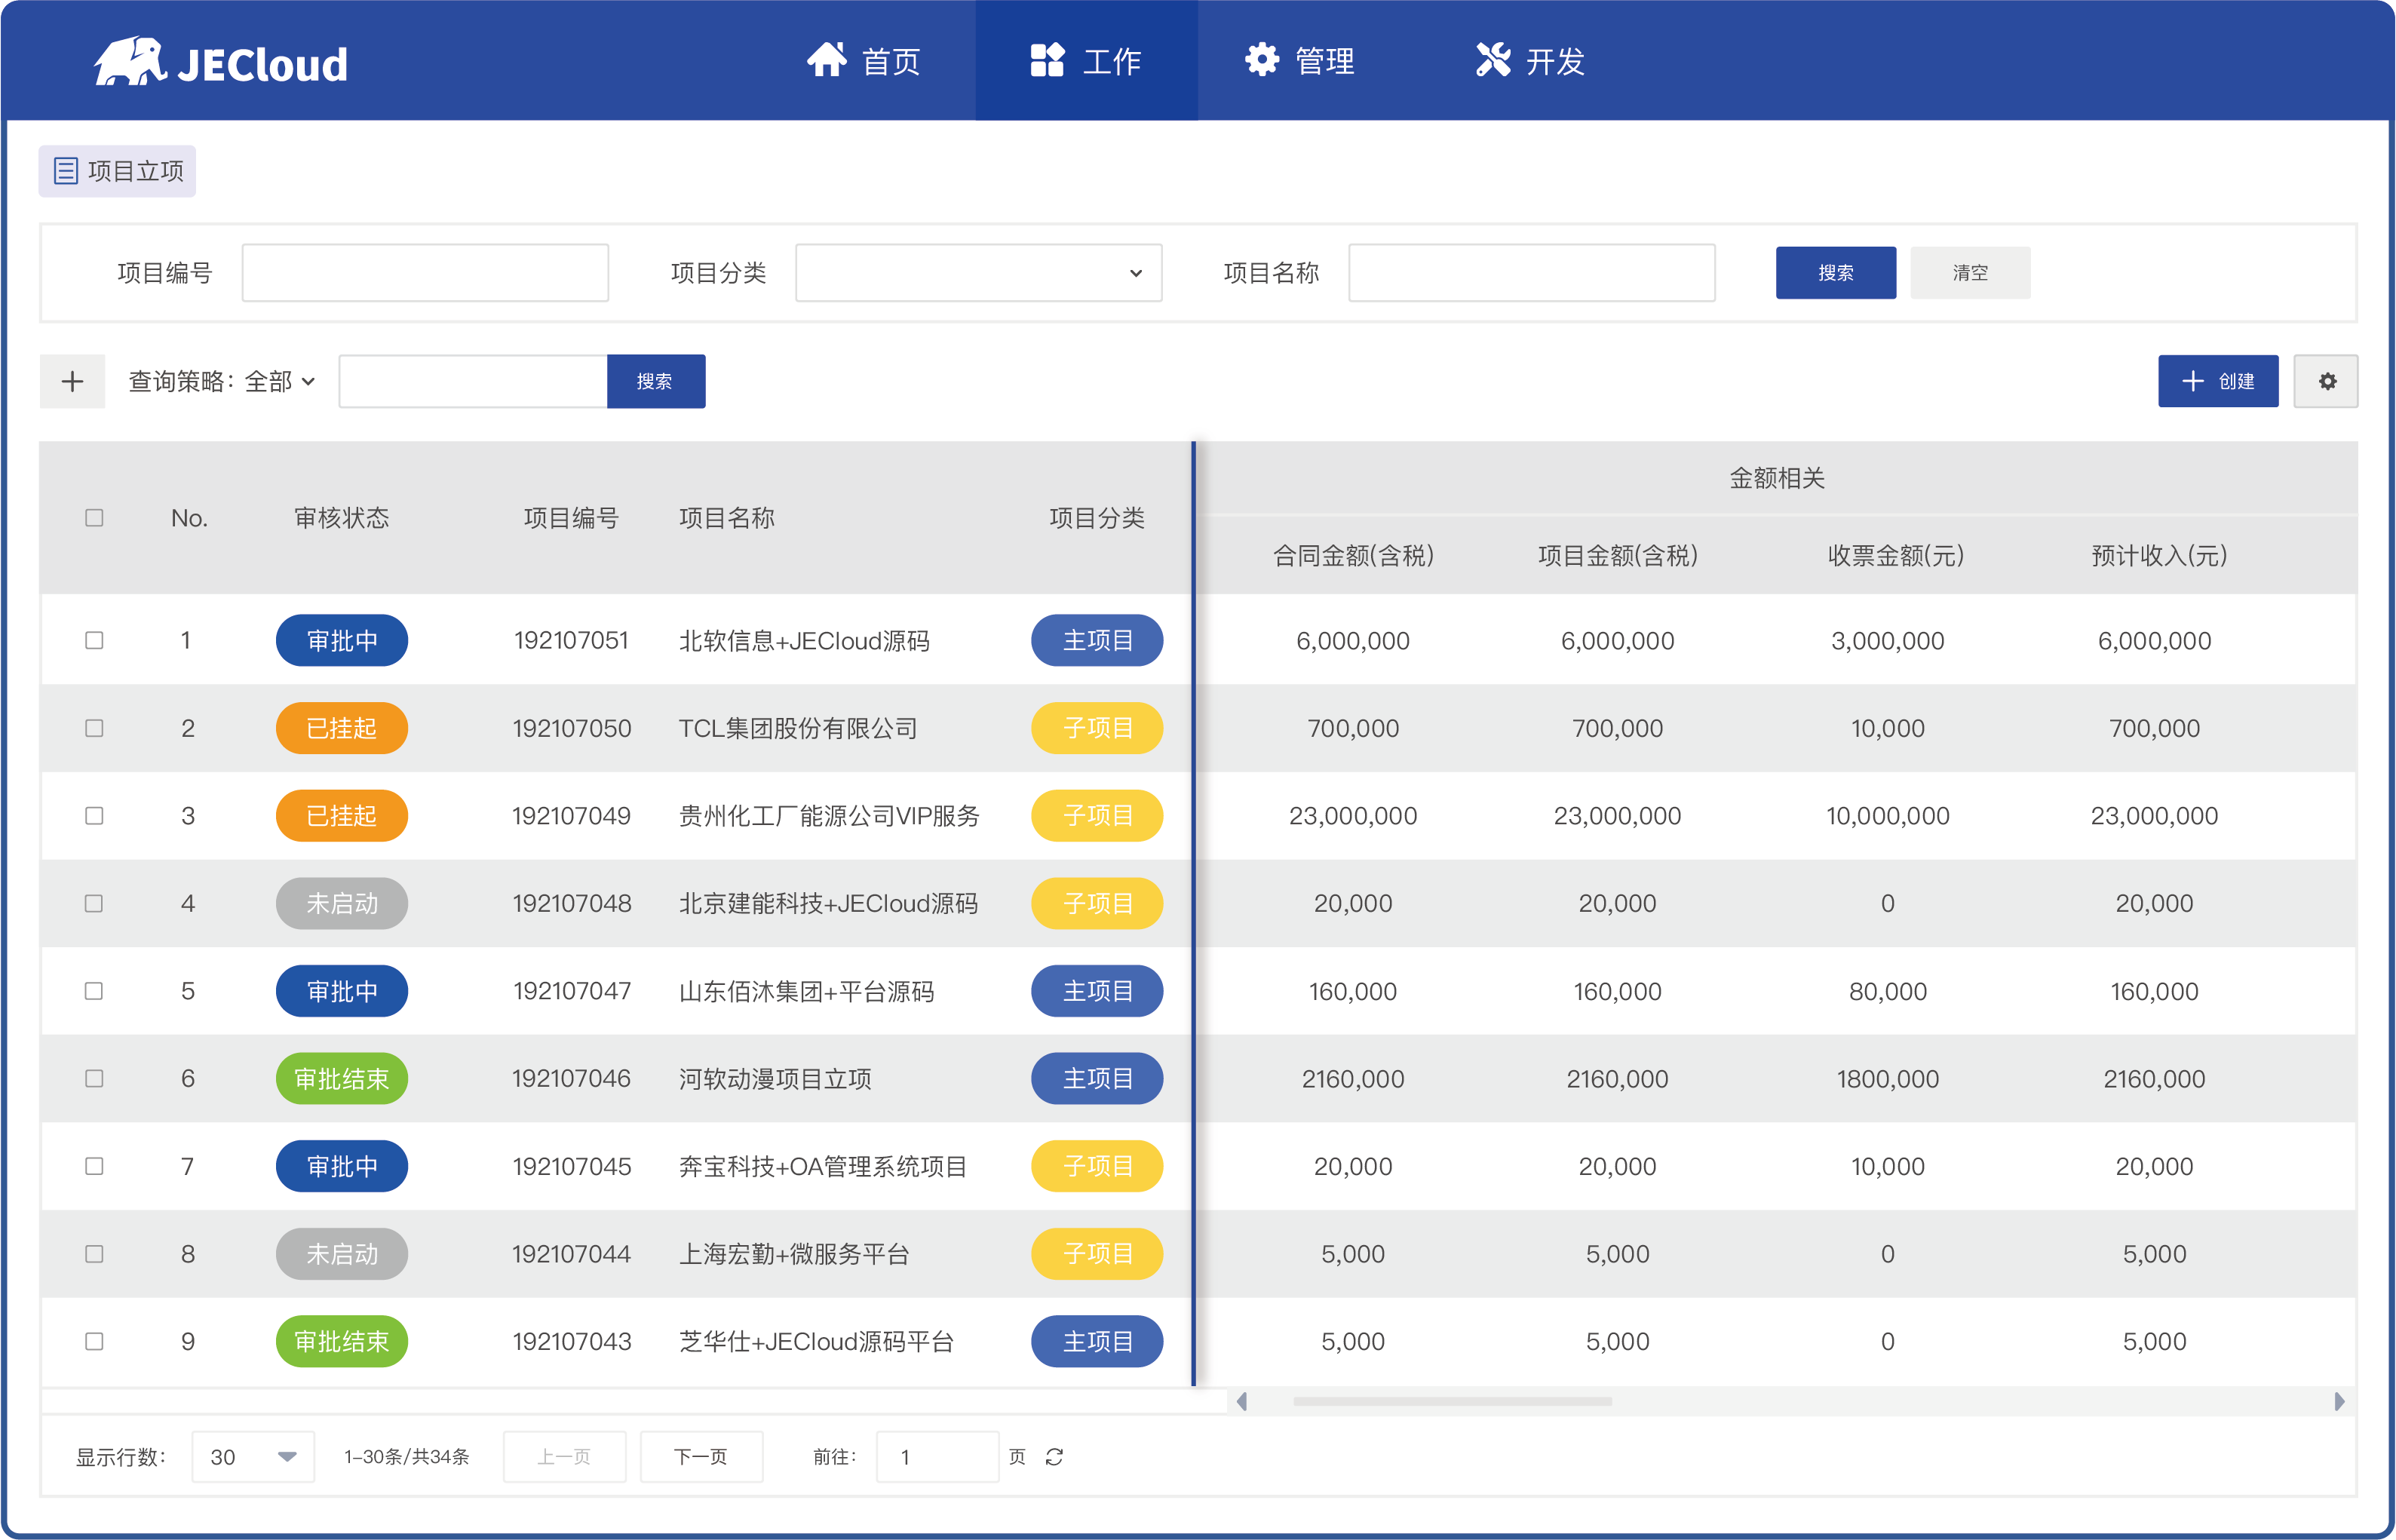 JECloud 首页 工作 管理 开发
项目立项
项目编号 项目分类 项目名称 搜索 清空
查询策略：全部 搜索 创建
金额相关
No. 审核状态 项目编号 项目名称 项目分类
合同金额(含税) 项目金额(含税) 收票金额(元) 预计收入(元)
1 审批中 192107051 北软信息+JECloud源码 主项目 6,000,000 6,000,000 3,000,000 6,000,000
2 已挂起 192107050 TCL集团股份有限公司 子项目 700,000 700,000 10,000 700,000
3 已挂起 192107049 贵州化工厂能源公司VIP服务 子项目 23,000,000 23,000,000 10,000,000 23,000,000
4 未启动 192107048 北京建能科技+JECloud源码 子项目 20,000 20,000 0 20,000
5 审批中 192107047 山东佰沐集团+平台源码 主项目 160,000 160,000 80,000 160,000
6 审批结束 192107046 河软动漫项目立项 主项目 2160,000 2160,000 1800,000 2160,000
7 审批中 192107045 奔宝科技+OA管理系统项目 子项目 20,000 20,000 10,000 20,000
8 未启动 192107044 上海宏勤+微服务平台 子项目 5,000 5,000 0 5,000
9 审批结束 192107043 芝华仕+JECloud源码平台 主项目 5,000 5,000 0 5,000
显示行数： 30 1-30条/共34条 上一页 下一页 前往： 1 页